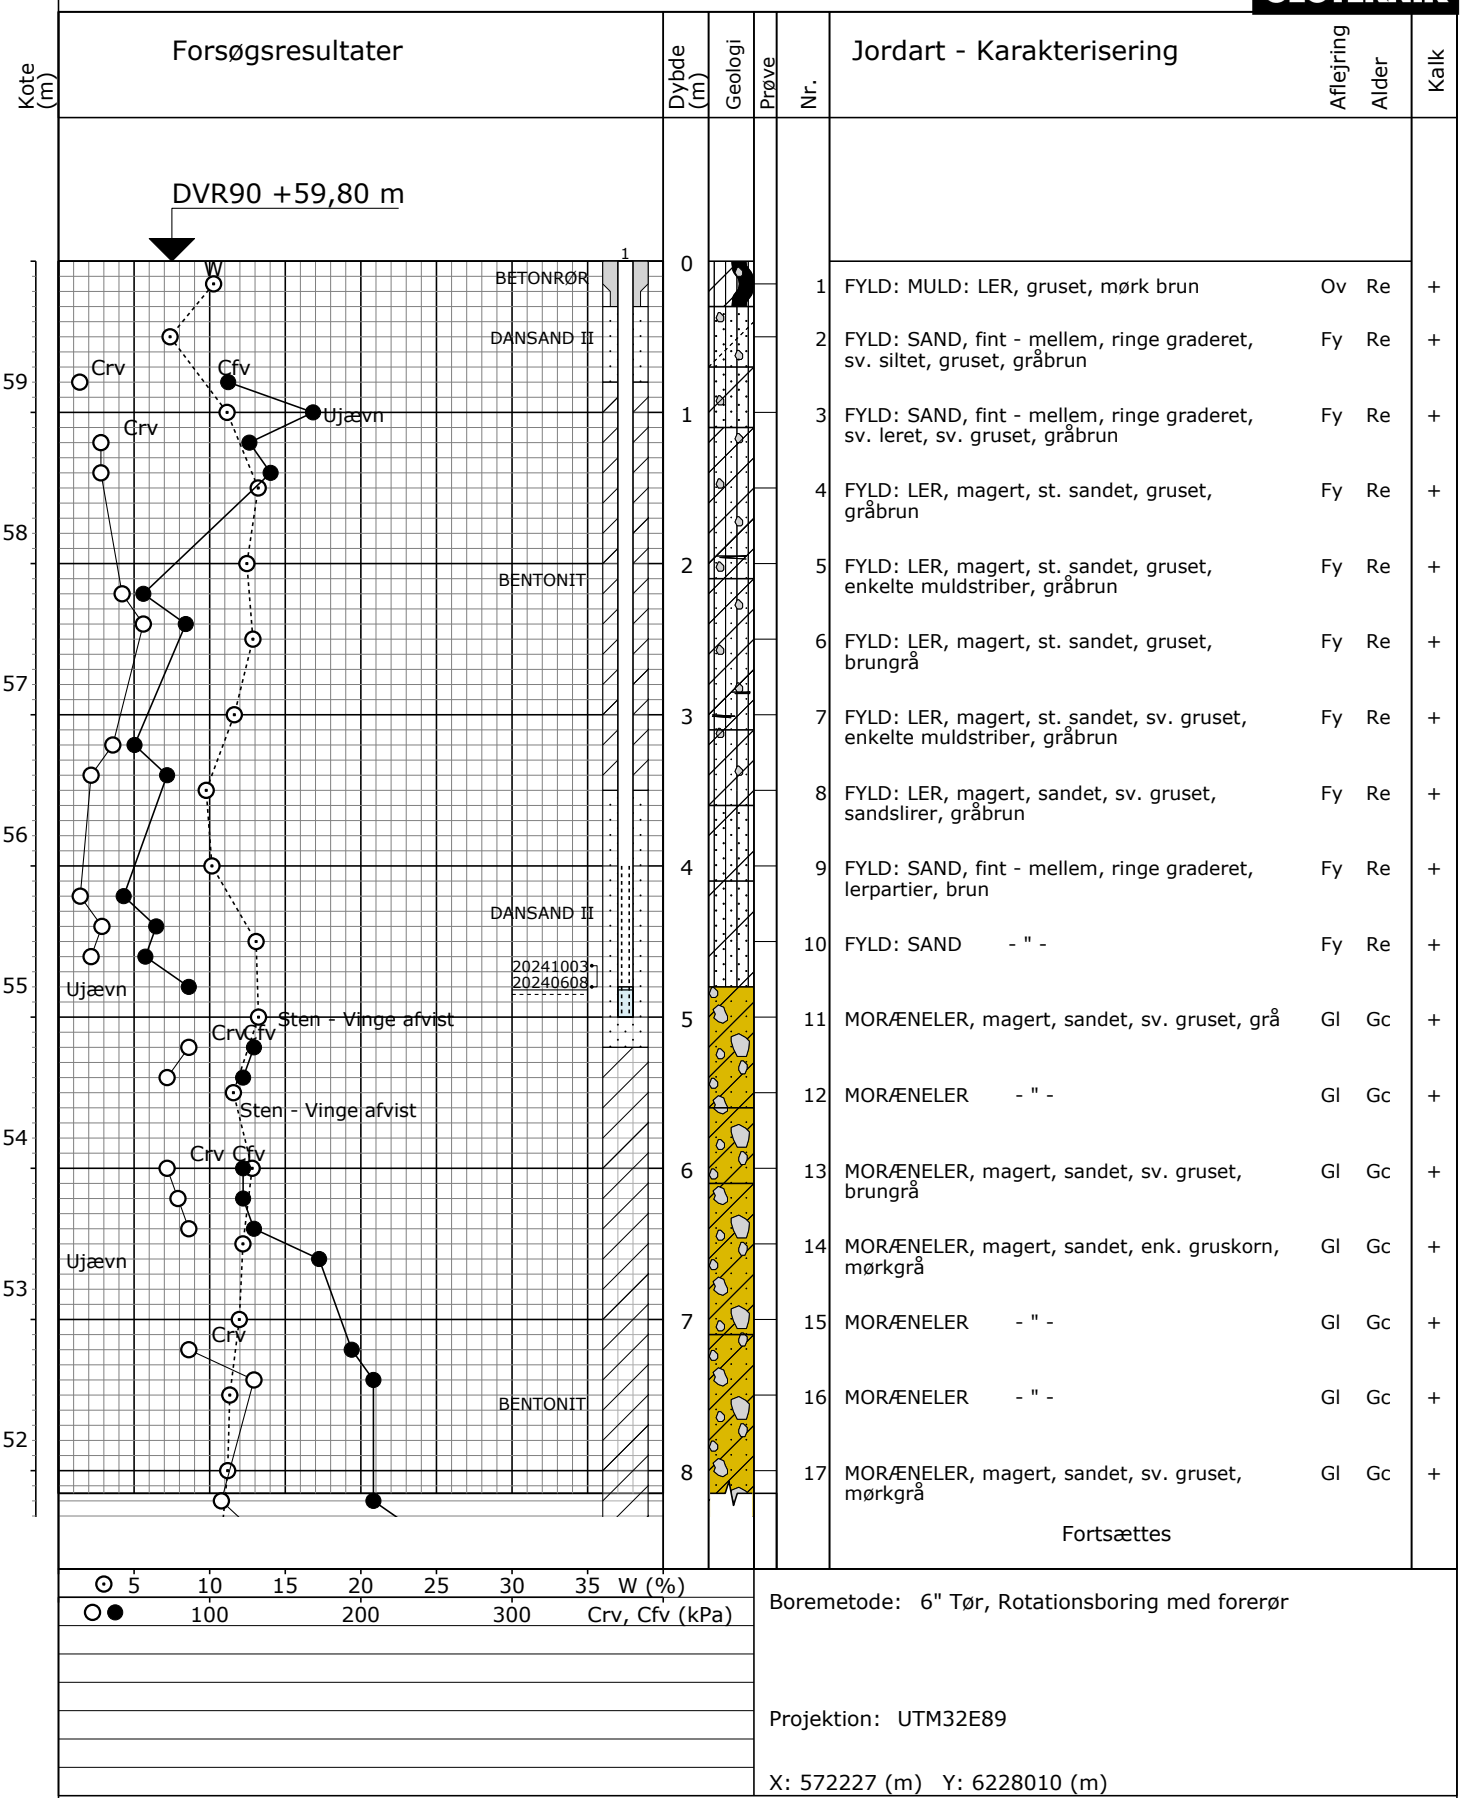 Kote (m)
Forsøgsresultater
Dybde (m)
Geologi
Prøve
Nr.
Jordart - Karakterisering
Aflejring
Alder
Kalk
DVR90 +59,80 m
1
W
BETONRØR
0
1 FYLD: MULD: LER, gruset, mørk brun Ov Re +
DANSAND II
2 FYLD: SAND, fint - mellem, ringe graderet, Fy Re +
sv. siltet, gruset, gråbrun
Crv Cfv
59
Ujævn
1
3 FYLD: SAND, fint - mellem, ringe graderet, Fy Re +
sv. leret, sv. gruset, gråbrun
Crv
4 FYLD: LER, magert, st. sandet, gruset, Fy Re +
gråbrun
58
2
BENTONIT
5 FYLD: LER, magert, st. sandet, gruset, Fy Re +
enkelte muldstriber, gråbrun
6 FYLD: LER, magert, st. sandet, gruset, Fy Re +
brungrå
57
3
7 FYLD: LER, magert, st. sandet, sv. gruset, Fy Re +
enkelte muldstriber, gråbrun
8 FYLD: LER, magert, sandet, sv. gruset, Fy Re +
sandslirer, gråbrun
56
4
9 FYLD: SAND, fint - mellem, ringe graderet, Fy Re +
lerpartier, brun
DANSAND II
10 FYLD: SAND - " - Fy Re +
20241003
20240608
55
Ujævn
Sten - Vinge afvist
5
11 MORÆNELER, magert, sandet, sv. gruset, grå Gl Gc +
Crv Cfv
12 MORÆNELER - " - Gl Gc +
Sten - Vinge afvist
54
Crv Cfv
6
13 MORÆNELER, magert, sandet, sv. gruset, Gl Gc +
brungrå
Ujævn
14 MORÆNELER, magert, sandet, enk. gruskorn, Gl Gc +
mørkgrå
53
7
15 MORÆNELER - " - Gl Gc +
Crv
BENTONIT
16 MORÆNELER - " - Gl Gc +
52
8
17 MORÆNELER, magert, sandet, sv. gruset, Gl Gc +
mørkgrå
Fortsættes
5 10 15 20 25 30 35 W (%)
100 200 300 Crv, Cfv (kPa)
Boremetode: 6" Tør, Rotationsboring med forerør
Projektion: UTM32E89
X: 572227 (m) Y: 6228010 (m)